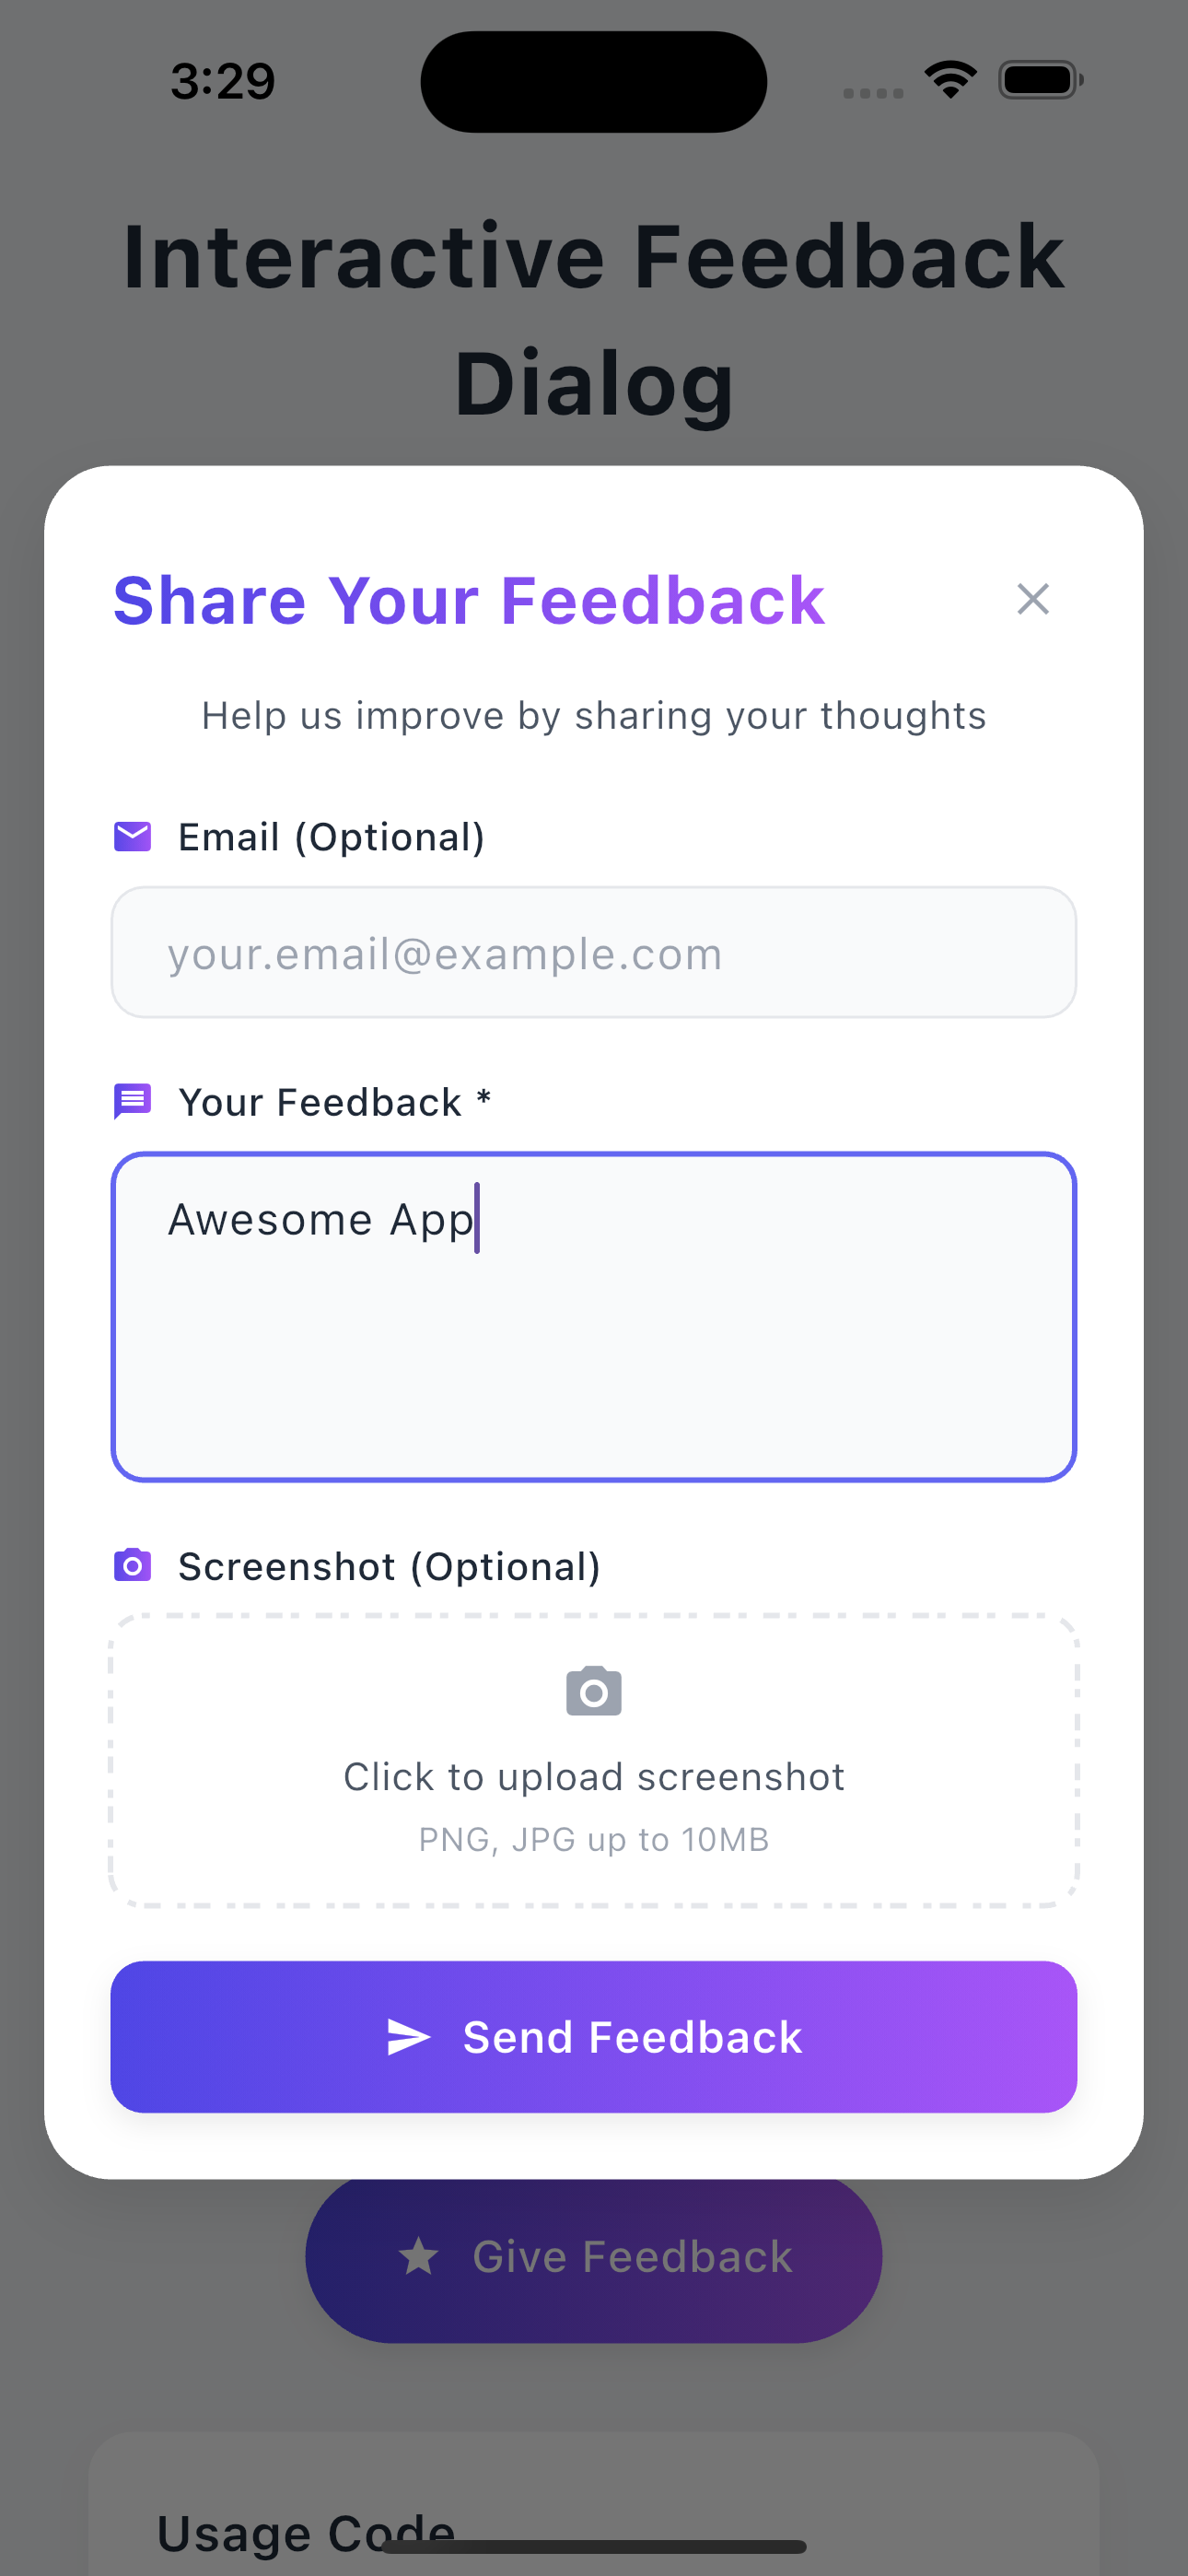 3:29
Interactive Feedback
Dialog
Share Your Feedback
Help us improve by sharing your thoughts
Email (Optional)
your.email@example.com
Your Feedback *
Awesome App
Screenshot (Optional)
Click to upload screenshot
PNG, JPG up to 10MB
Send Feedback
Give Feedback
Usage Code